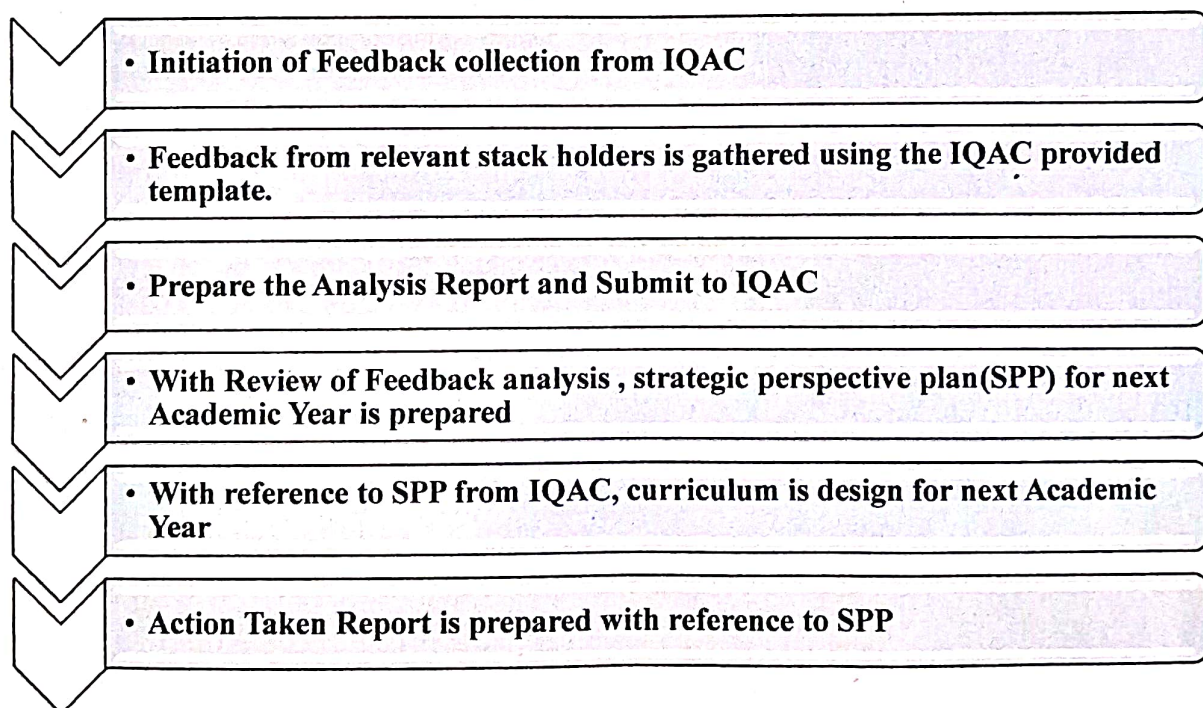 • Initiation of Feedback collection from IQAC
• Feedback from relevant stack holders is gathered using the IQAC provided
template.
• Prepare the Analysis Report and Submit to IQAC
• With Review of Feedback analysis , strategic perspective plan(SPP) for next
Academic Year is prepared
• With reference to SPP from IQAC, curriculum is design for next Academic
Year
• Action Taken Report is prepared with reference to SPP